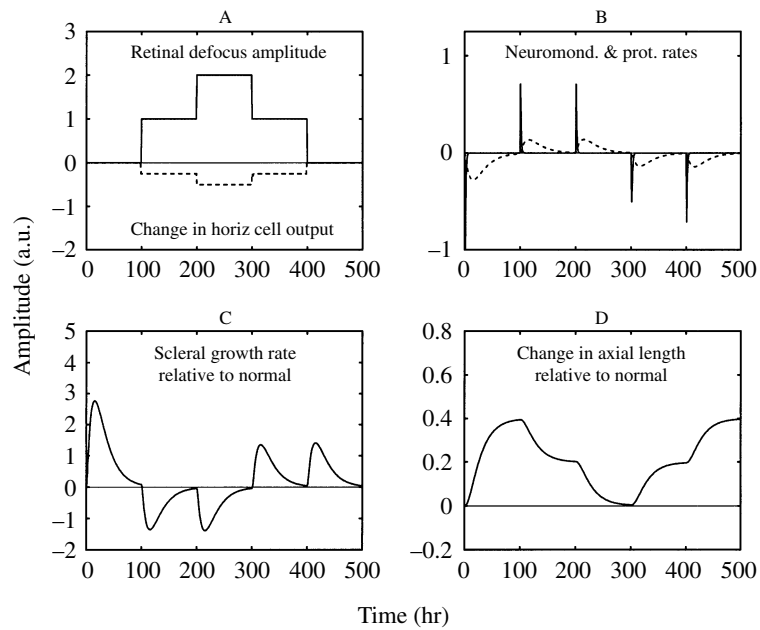 A
3
2
1
0
−1
−2
Retinal defocus amplitude
Change in horiz cell output
0 100 200 300 400 500
B
1
0
−1
Neuromond. & prot. rates
0 100 200 300 400 500
Amplitude (a.u.)
C
5
4
3
2
1
0
−1
−2
Scleral growth rate
relative to normal
0 100 200 300 400 500
D
0.8
0.6
0.4
0.2
0
−0.2
Change in axial length
relative to normal
0 100 200 300 400 500
Time (hr)